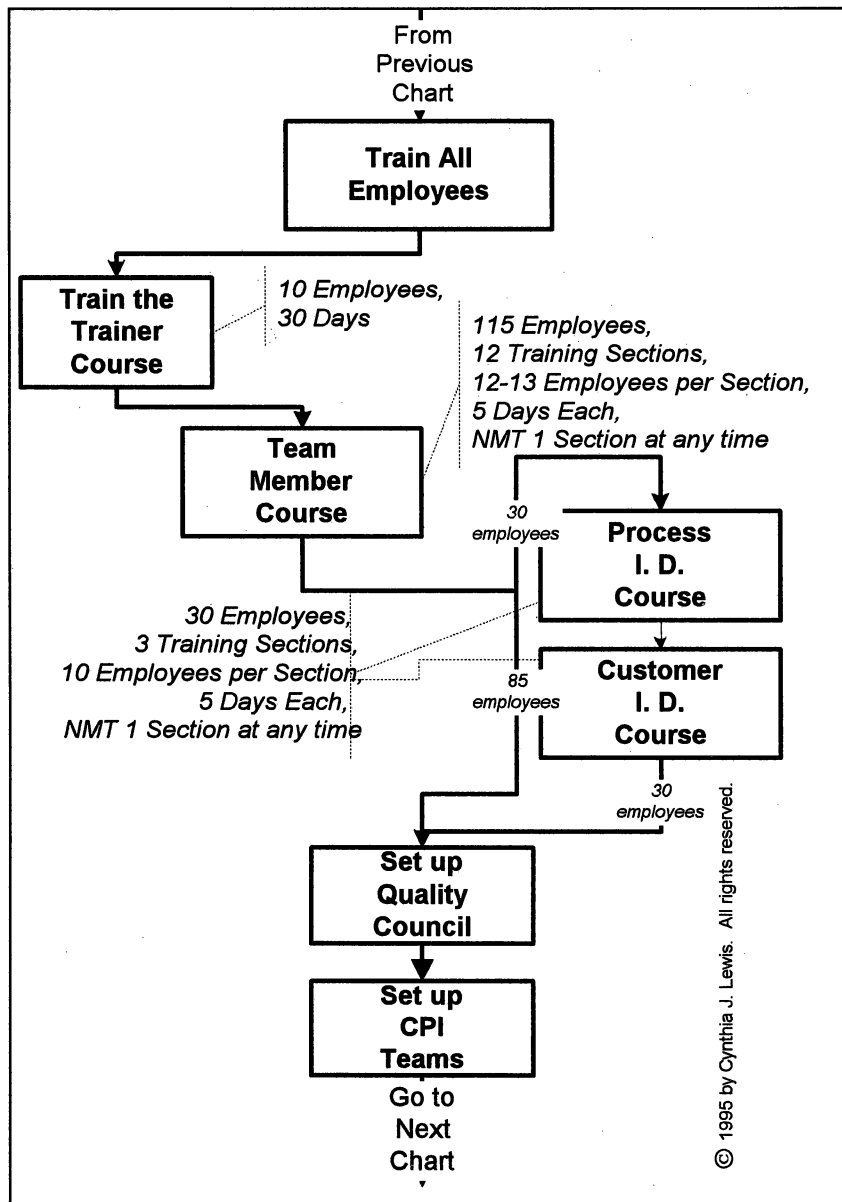 From
Previous
Chart
Train All
Employees
Train the
Trainer
Course
10 Employees,
30 Days
115 Employees,
12 Training Sections,
12-13 Employees per Section,
5 Days Each,
NMT 1 Section at any time
Team
Member
Course
30
employees
Process
I. D.
Course
30 Employees,
3 Training Sections,
10 Employees per Section,
5 Days Each,
NMT 1 Section at any time
85
employees
Customer
I. D.
Course
30
employees
Set up
Quality
Council
Set up
CPI
Teams
Go to
Next
Chart
© 1995 by Cynthia J. Lewis. All rights reserved.